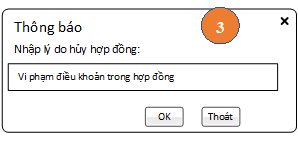 Thông báo
3
Nhập lý do hủy hợp đồng:
Vi phạm điều khoản trong hợp đồng
OK
Thoát